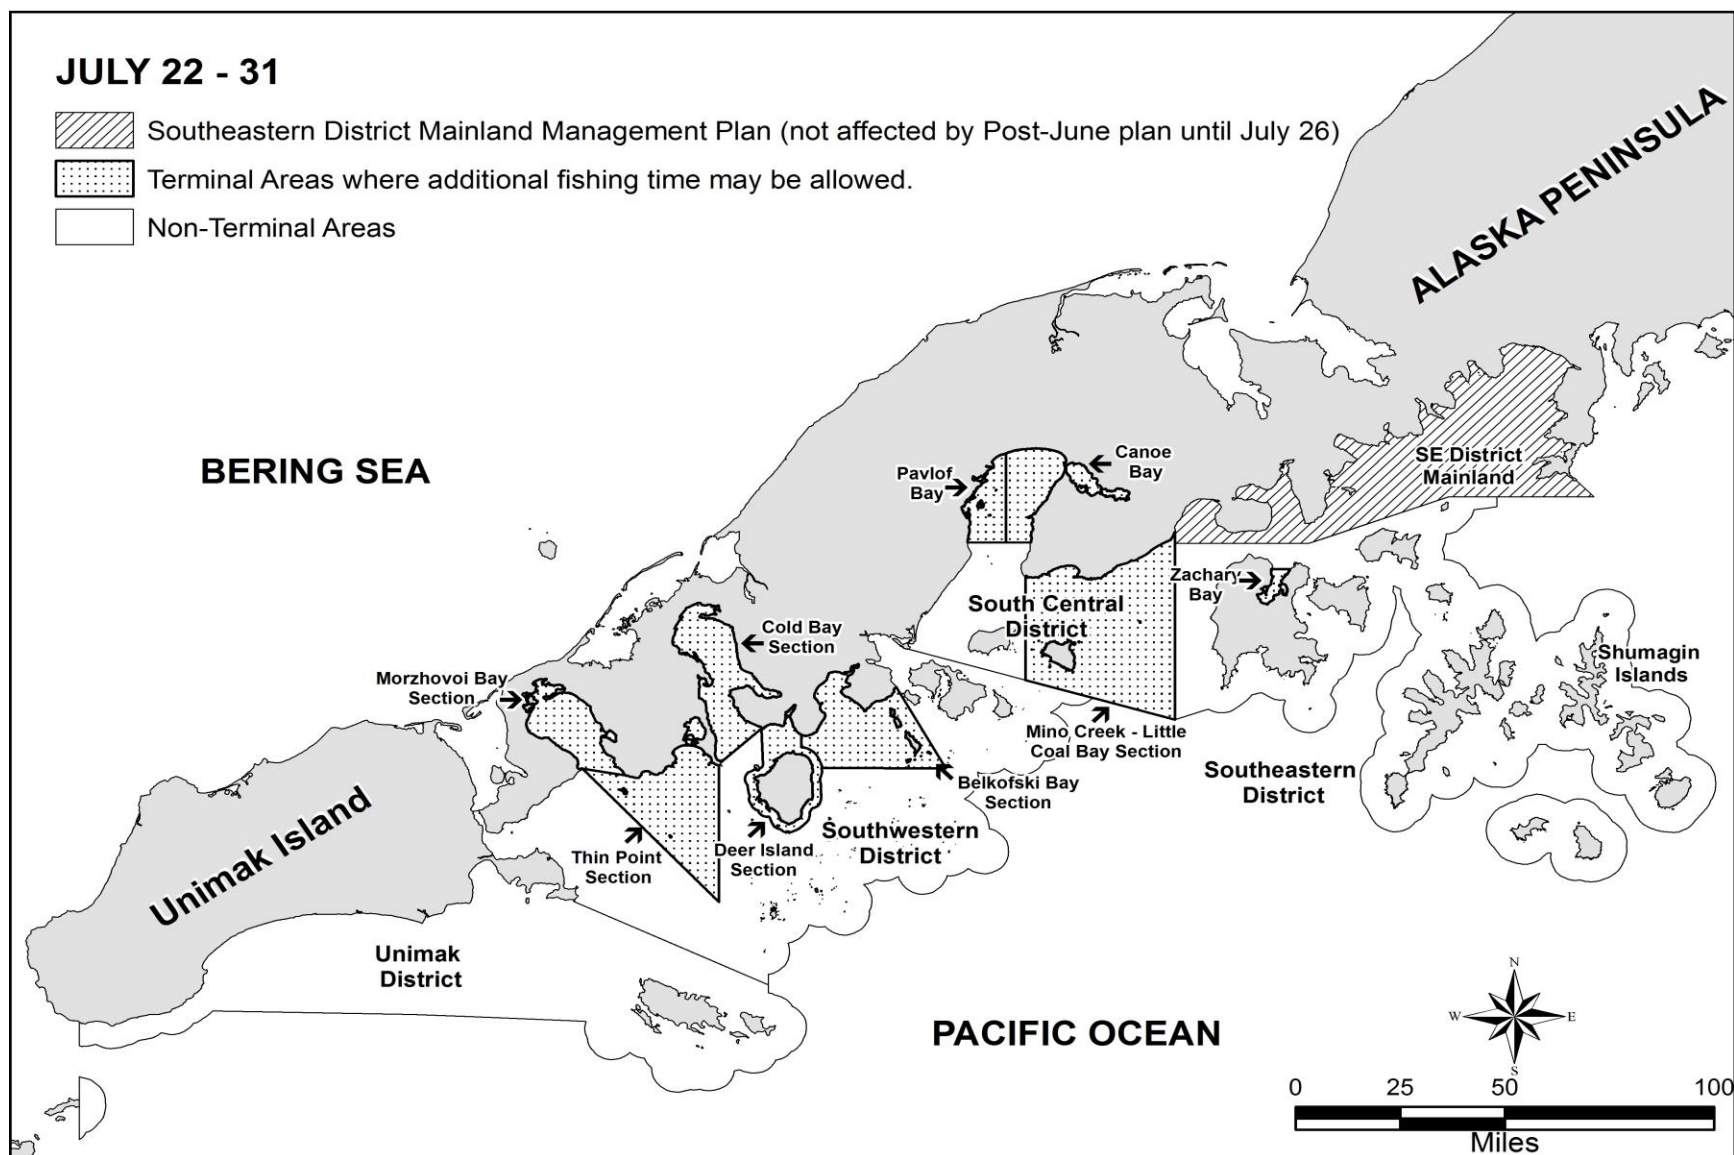 JULY 22 - 31
Southeastern District Mainland Management Plan (not affected by Post-June plan until July 26)
Terminal Areas where additional fishing time may be allowed.
Non-Terminal Areas
ALASKA PENINSULA
BERING SEA
Pavlof
Bay
Canoe
Bay
SE District
Mainland
Zachary
Bay
South Central
District
Cold Bay
Section
Morzhovoi Bay
Section
Shumagin
Islands
Mino Creek - Little
Coal Bay Section
Southeastern
District
Belkofski Bay
Section
Unimak Island
Southwestern
District
Deer Island
Section
Thin Point
Section
Unimak
District
PACIFIC OCEAN
N
W
E
S
0 25 50 100
Miles